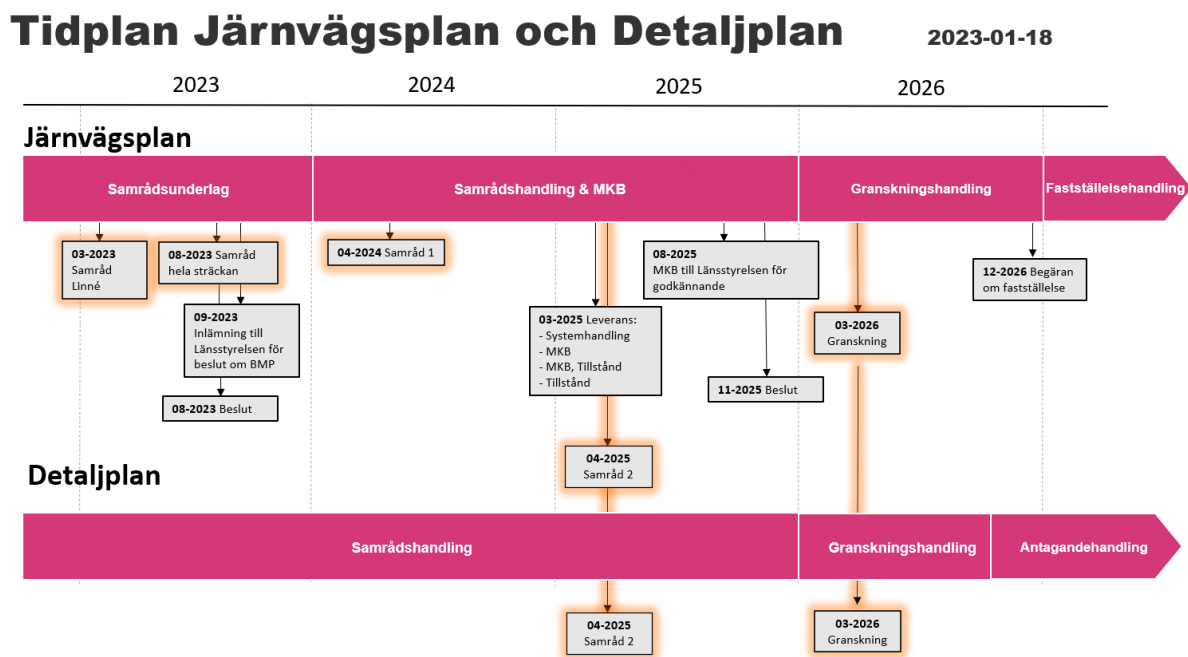 Tidplan Järnvägsplan och Detaljplan
2023-01-18
2023
2024
2025
2026
Järnvägsplan
Samrådsunderlag
Samrådshandling & MKB
Granskningshandling
Fastställelsehandling
03-2023
Samråd
Linné
08-2023 Samråd
hela sträckan
09-2023
Inlämning till
Länsstyrelsen för
beslut om BMP
08-2023 Beslut
04-2024 Samråd 1
03-2025 Leverans:
- Systemhandling
- MKB
- MKB, Tillstånd
- Tillstånd
04-2025
Samråd 2
08-2025
MKB till Länsstyrelsen för
godkännande
11-2025 Beslut
03-2026
Granskning
12-2026 Begäran
om fastställelse
Detaljplan
Samrådshandling
Granskningshandling
Antagandehandling
04-2025
Samråd 2
03-2026
Granskning